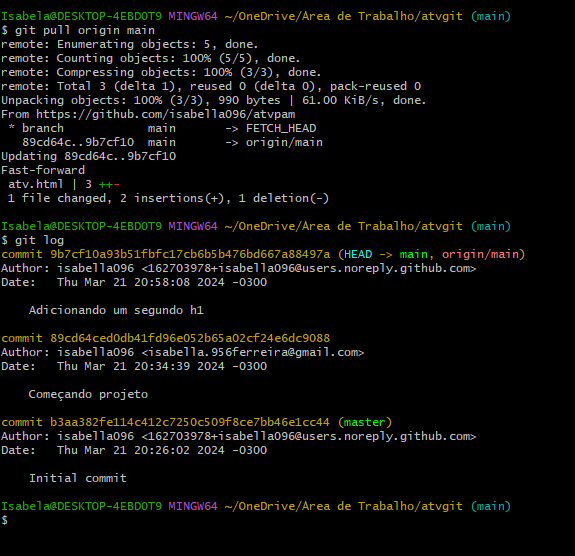 Isabela@DESKTOP-4EBDOT9 MINGW64 ~/OneDrive/Área de Trabalho/atvgit (main)
$ git pull origin main
remote: Enumerating objects: 5, done.
remote: Counting objects: 100% (5/5), done.
remote: Compressing objects: 100% (3/3), done.
remote: Total 3 (delta 1), reused 0 (delta 0), pack-reused 0
Unpacking objects: 100% (3/3), 990 bytes | 61.00 KiB/s, done.
From https://github.com/isabella096/atvpam
 * branch            main       -> FETCH_HEAD
   89cd64c..9b7cf10  main       -> origin/main
Updating 89cd64c..9b7cf10
Fast-forward
 atv.html | 3 ++-
 1 file changed, 2 insertions(+), 1 deletion(-)
Isabela@DESKTOP-4EBDOT9 MINGW64 ~/OneDrive/Área de Trabalho/atvgit (main)
$ git log
commit 9b7cf10a93b51fbfc17cb6b5b476bd667a88497a (HEAD -> main, origin/main)
Author: isabella096 <162703978+isabella096@users.noreply.github.com>
Date:   Thu Mar 21 20:58:08 2024 -0300
    Adicionando um segundo h1
commit 89cd64ced0db41fd96e052b65a02cf24e6dc9088
Author: isabella096 <isabella.956ferreira@gmail.com>
Date:   Thu Mar 21 20:34:39 2024 -0300
    Começando projeto
commit b3aa382fe114c412c7250c509f8ce7bb46e1cc44 (master)
Author: isabella096 <162703978+isabella096@users.noreply.github.com>
Date:   Thu Mar 21 20:26:02 2024 -0300
    Initial commit
Isabela@DESKTOP-4EBDOT9 MINGW64 ~/OneDrive/Área de Trabalho/atvgit (main)
$